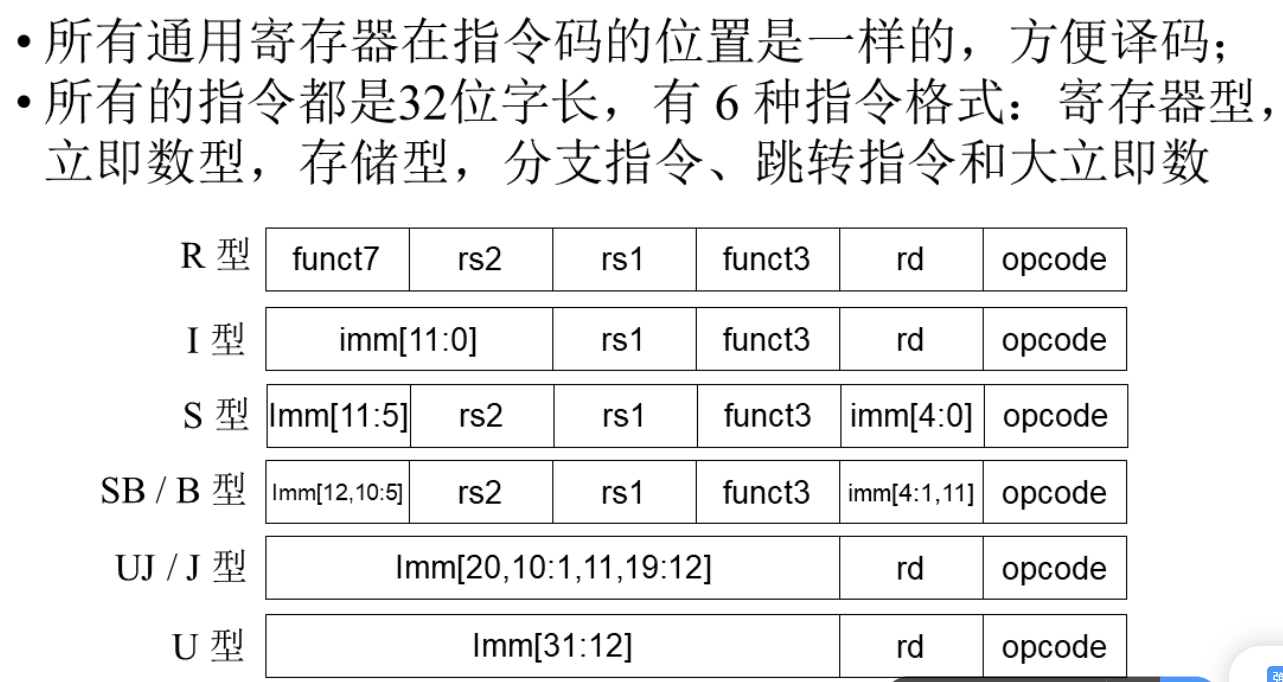 • 所有通用寄存器在指令码的位置是一样的，方便译码；
• 所有的指令都是32位字长，有 6 种指令格式：寄存器型，
立即数型，存储型，分支指令、跳转指令和大立即数
R 型 funct7 rs2 rs1 funct3 rd opcode
I 型 imm[11:0] rs1 funct3 rd opcode
S 型 Imm[11:5] rs2 rs1 funct3 imm[4:0] opcode
SB / B 型 Imm[12,10:5] rs2 rs1 funct3 imm[4:1,11] opcode
UJ / J 型 Imm[20,10:1,11,19:12] rd opcode
U 型 Imm[31:12] rd opcode